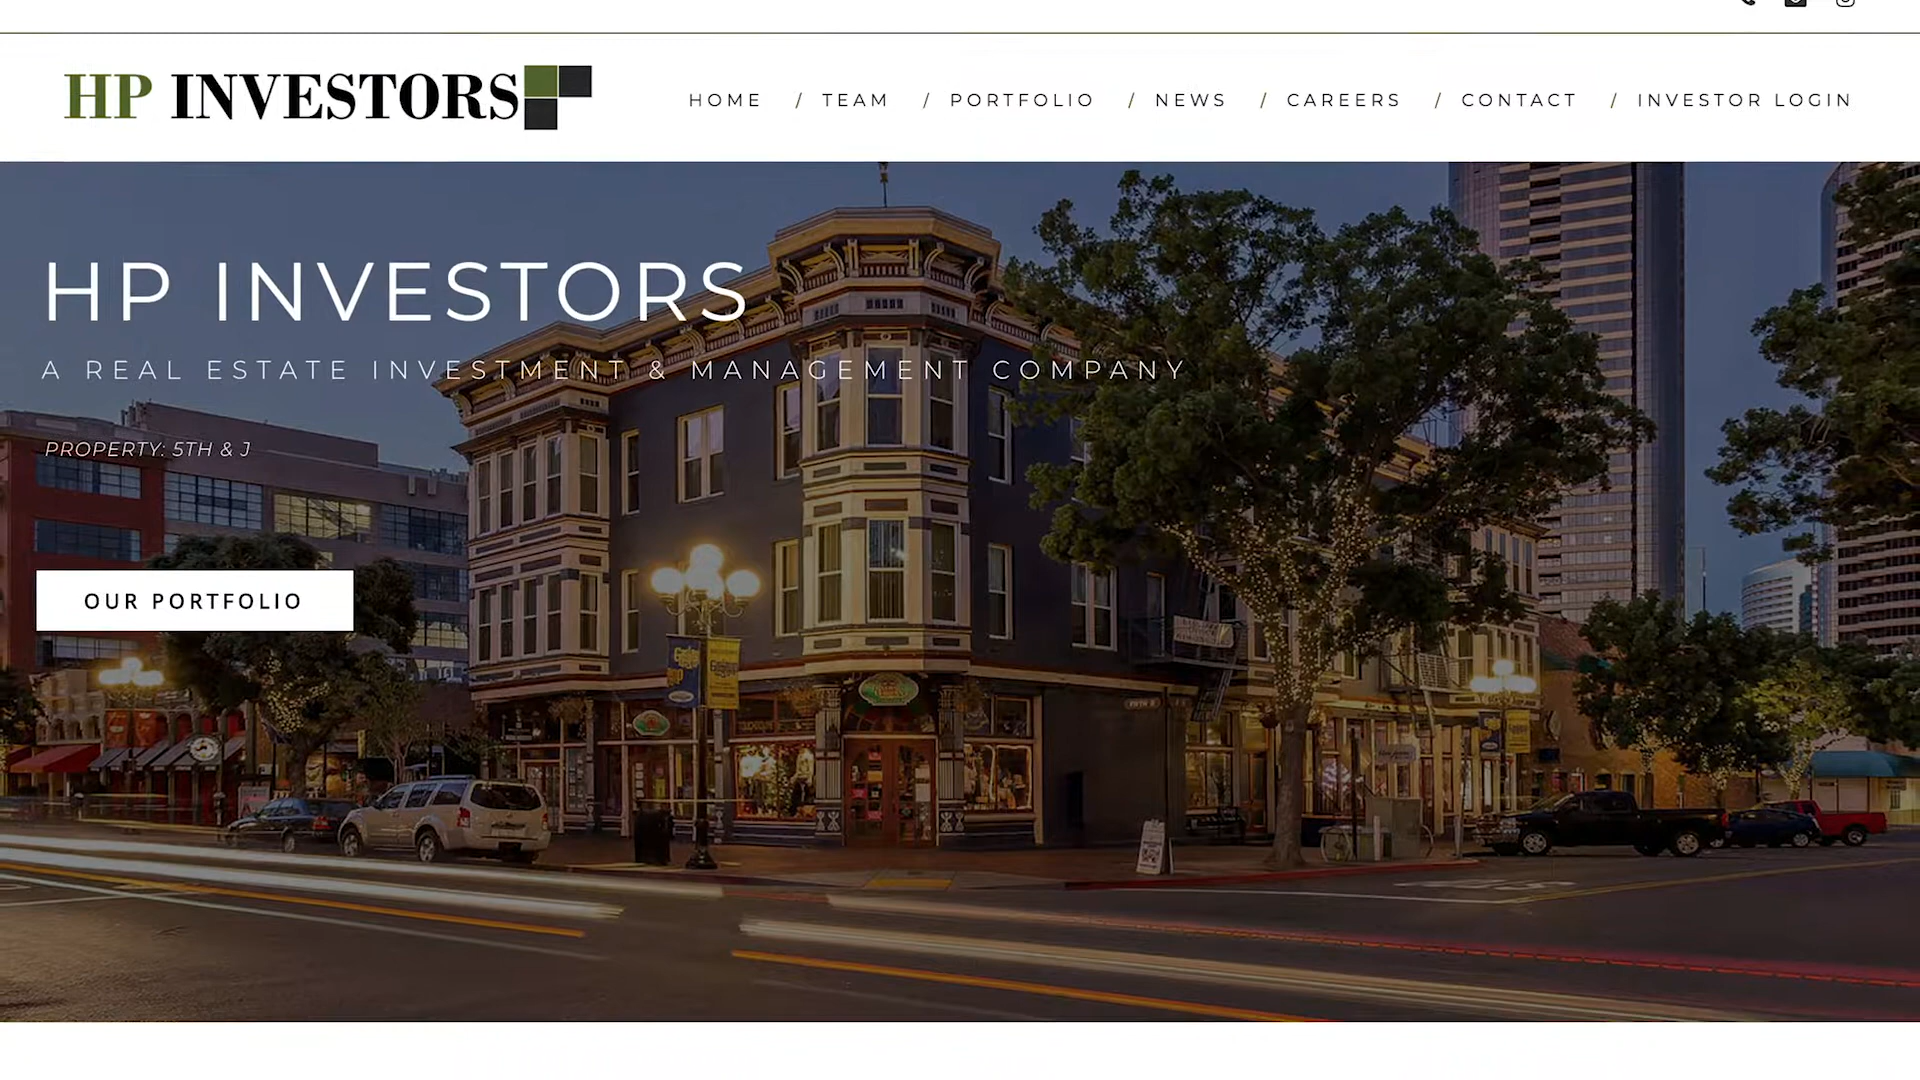 HP INVESTORS
HOME / TEAM / PORTFOLIO / NEWS / CAREERS / CONTACT / INVESTOR LOGIN
HP INVESTORS
A REAL ESTATE INVESTMENT & MANAGEMENT COMPANY
PROPERTY: 5TH & J
OUR PORTFOLIO